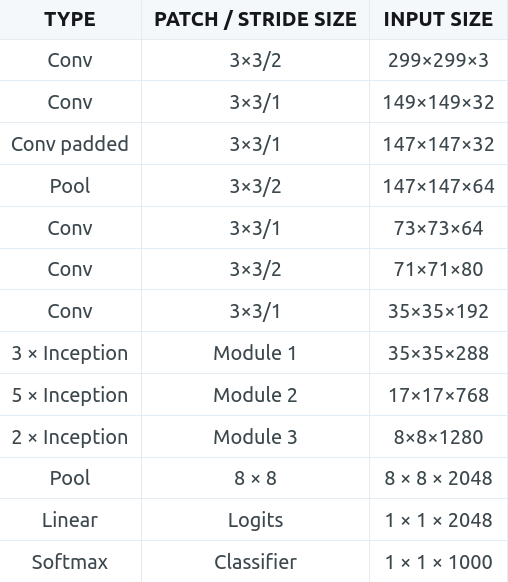 TYPE PATCH / STRIDE SIZE INPUT SIZE
Conv 3×3/2 299×299×3
Conv 3×3/1 149×149×32
Conv padded 3×3/1 147×147×32
Pool 3×3/2 147×147×64
Conv 3×3/1 73×73×64
Conv 3×3/2 71×71×80
Conv 3×3/1 35×35×192
3 × Inception Module 1 35×35×288
5 × Inception Module 2 17×17×768
2 × Inception Module 3 8×8×1280
Pool 8 × 8 8 × 8 × 2048
Linear Logits 1 × 1 × 2048
Softmax Classifier 1 × 1 × 1000